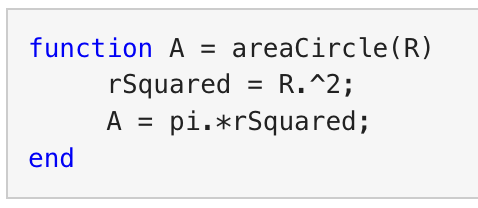 function A = areaCircle(R)
rSquared = R.^2;
A = pi.*rSquared;
end